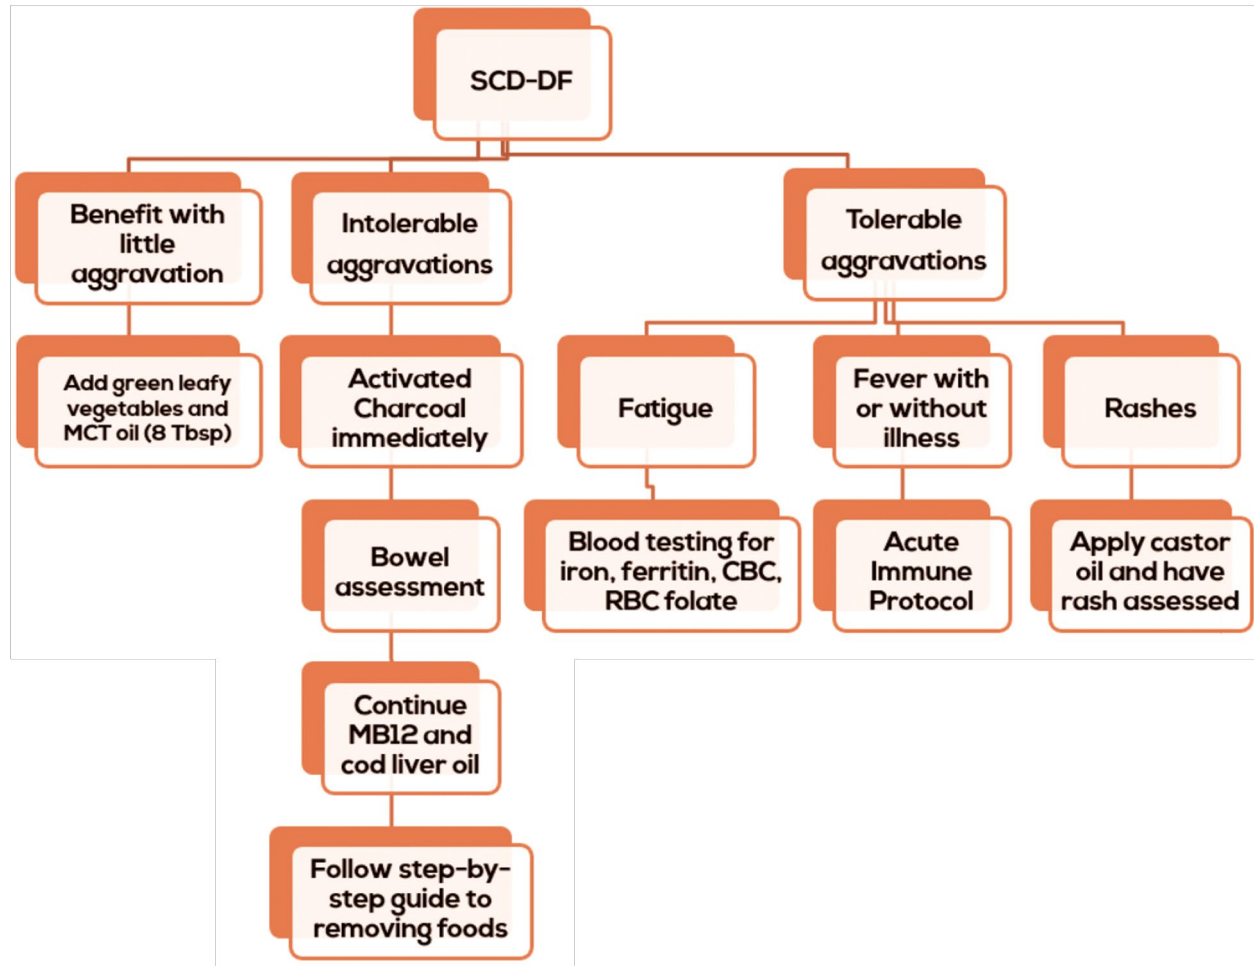 SCD-DF
Benefit with
little
aggravation
Intolerable
aggravations
Tolerable
aggravations
Add green leafy
vegetables and
MCT oil (8 Tbsp)
Activated
Charcoal
immediately
Fatigue
Fever with
or without
illness
Rashes
Bowel
assessment
Blood testing for
iron, ferritin, CBC,
RBC folate
Acute
Immune
Protocol
Apply castor
oil and have
rash assessed
Continue
MB12 and
cod liver oil
Follow step-by-
step guide to
removing foods